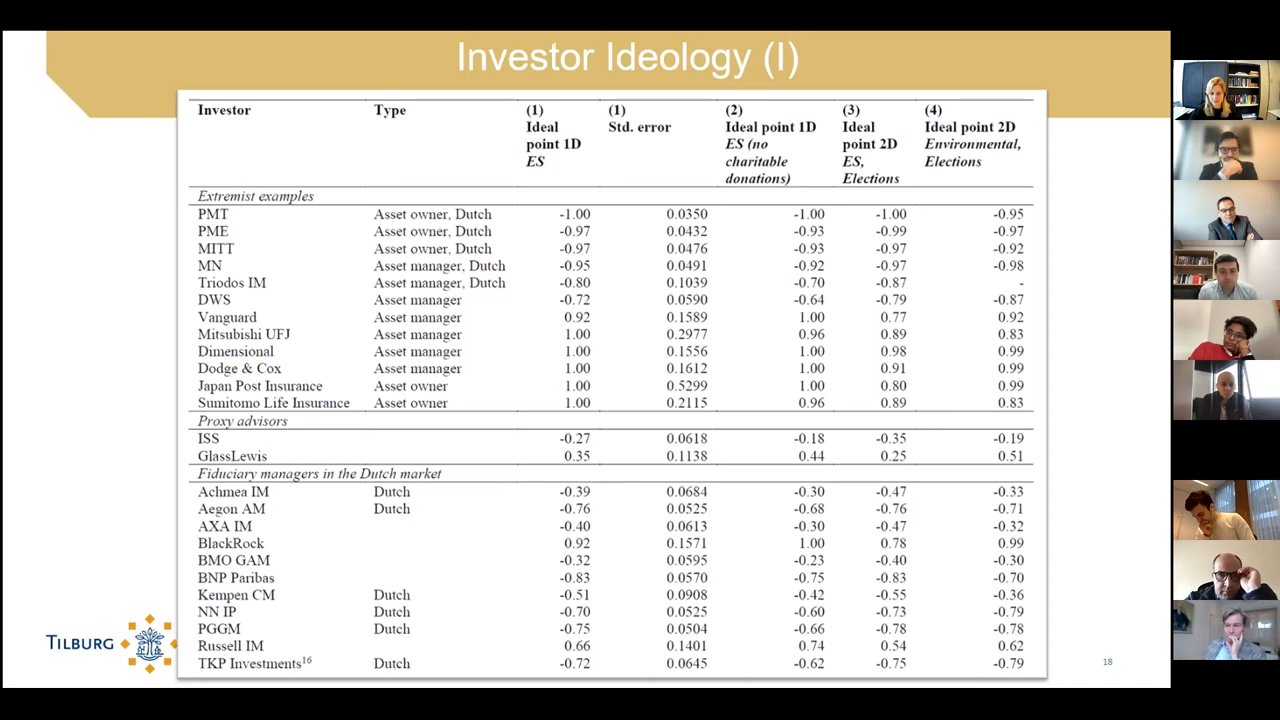 Investor Ideology (I)
Investor Type (1) Ideal point 1D ES (1) Std. error (2) Ideal point 1D ES (no charitable donations) (3) Ideal point 2D ES, Elections (4) Ideal point 2D Environmental, Elections
Extremist examples
PMT Asset owner, Dutch -1.00 0.0350 -1.00 -1.00 -0.95
PME Asset owner, Dutch -0.97 0.0432 -0.93 -0.99 -0.97
MITT Asset owner, Dutch -0.97 0.0476 -0.93 -0.97 -0.92
MN Asset manager, Dutch -0.95 0.0491 -0.92 -0.97 -0.98
Triodos IM Asset manager, Dutch -0.80 0.1039 -0.70 -0.87 -
DWS Asset manager -0.72 0.0590 -0.64 -0.79 -0.87
Vanguard Asset manager 0.92 0.1589 1.00 0.77 0.92
Mitsubishi UFJ Asset manager 1.00 0.2977 0.96 0.89 0.83
Dimensional Asset manager 1.00 0.1556 1.00 0.98 0.99
Dodge & Cox Asset manager 1.00 0.1612 1.00 0.91 0.99
Japan Post Insurance Asset owner 1.00 0.5299 1.00 0.80 0.99
Sumitomo Life Insurance Asset owner 1.00 0.2115 0.96 0.89 0.83
Proxy advisors
ISS -0.27 0.0618 -0.18 -0.35 -0.19
GlassLewis 0.35 0.1138 0.44 0.25 0.51
Fiduciary managers in the Dutch market
Achmea IM Dutch -0.39 0.0684 -0.30 -0.47 -0.33
Aegon AM Dutch -0.76 0.0525 -0.68 -0.76 -0.71
AXA IM -0.40 0.0613 -0.30 -0.47 -0.32
BlackRock 0.92 0.1571 1.00 0.78 0.99
BMO GAM -0.32 0.0595 -0.23 -0.40 -0.30
BNP Paribas -0.83 0.0570 -0.75 -0.83 -0.70
Kempen CM Dutch -0.51 0.0908 -0.42 -0.55 -0.36
NN IP Dutch -0.70 0.0525 -0.60 -0.73 -0.79
PGGM Dutch -0.75 0.0504 -0.66 -0.78 -0.78
Russell IM 0.66 0.1401 0.74 0.54 0.62
TKP Investments16 Dutch -0.72 0.0645 -0.62 -0.75 -0.79
TILBURG
18